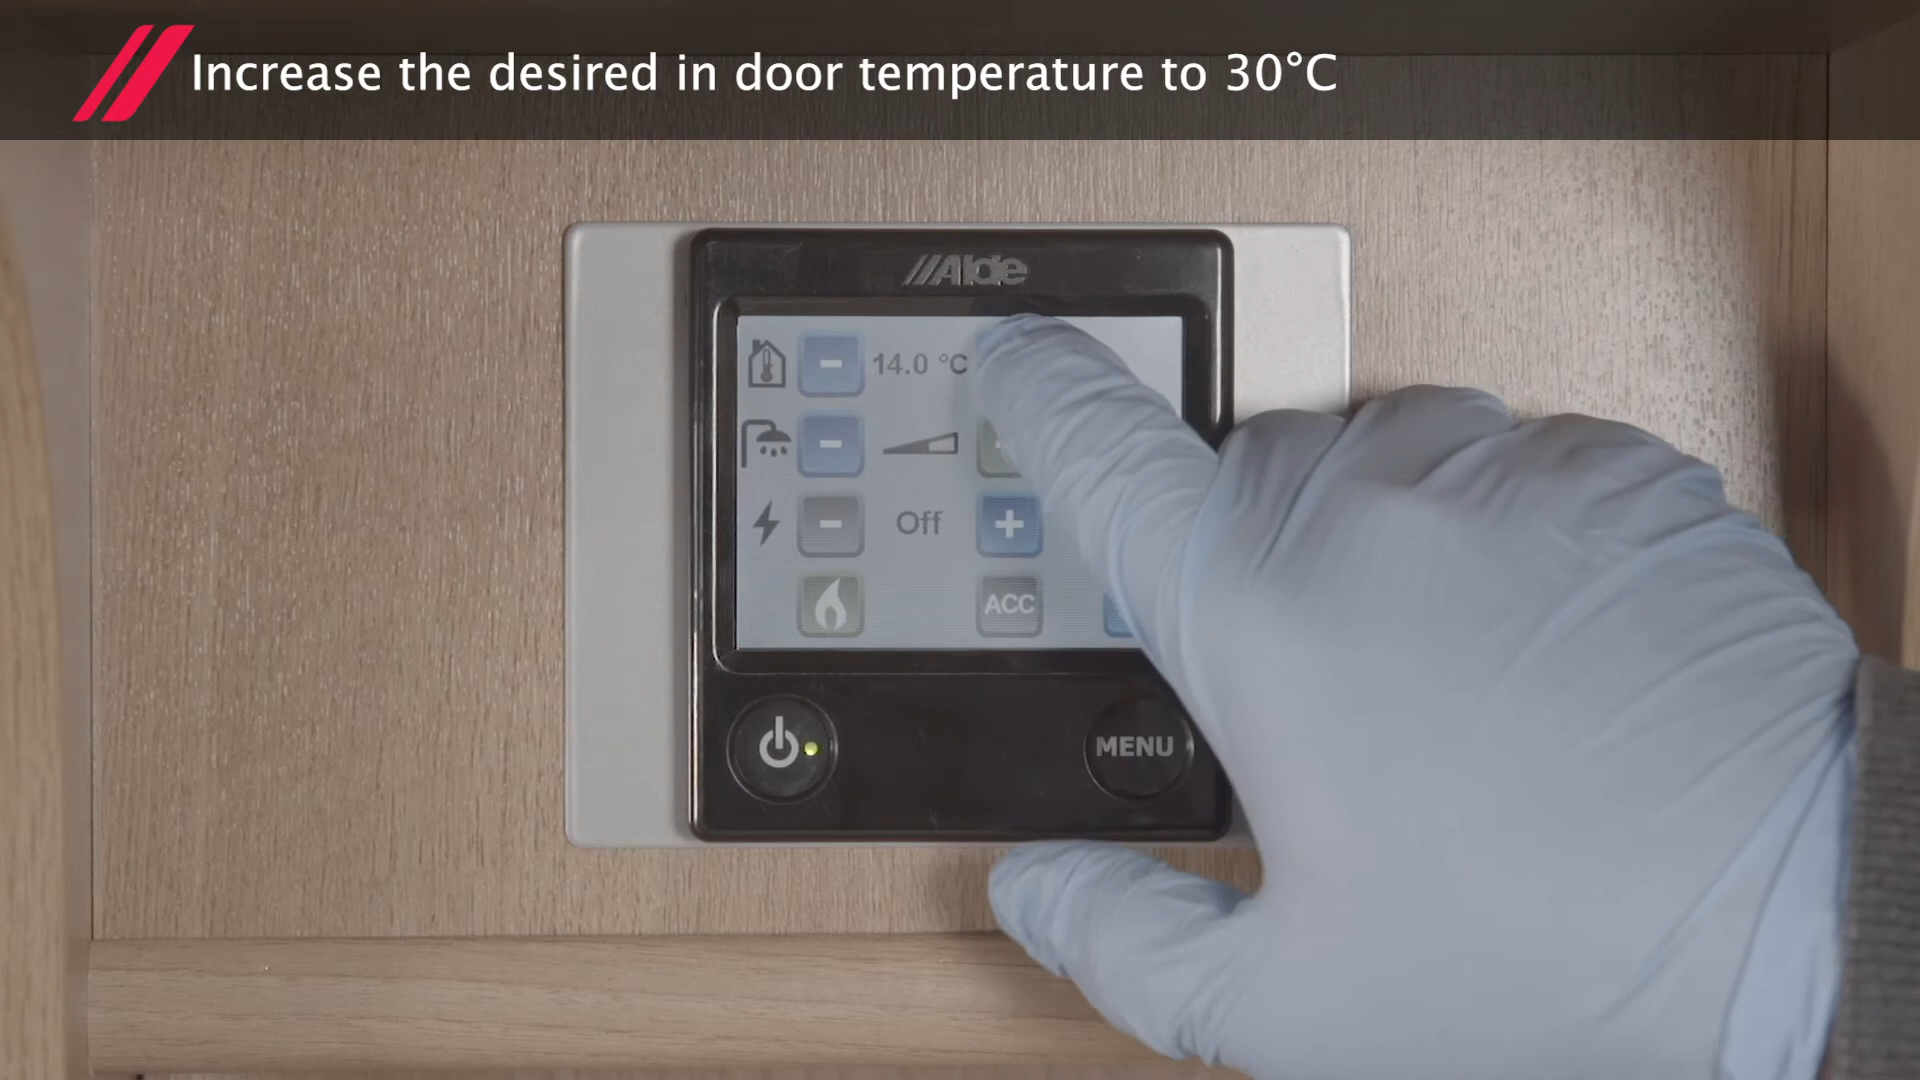 Increase the desired in door temperature to 30°C
//Alde
- 14.0 °C
-
- Off +
ACC
MENU